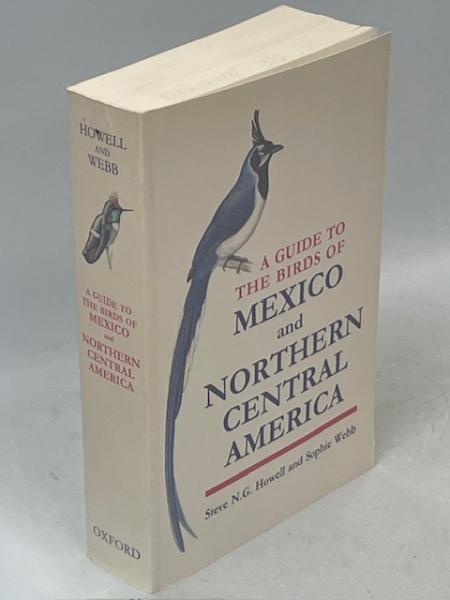 HOWELL
AND
WEBB
A GUIDE TO
THE BIRDS OF
MEXICO
and
NORTHERN
CENTRAL
AMERICA
OXFORD
A GUIDE TO
THE BIRDS OF
MEXICO
and
NORTHERN
CENTRAL
AMERICA
Steve N.G. Howell and Sophie Webb